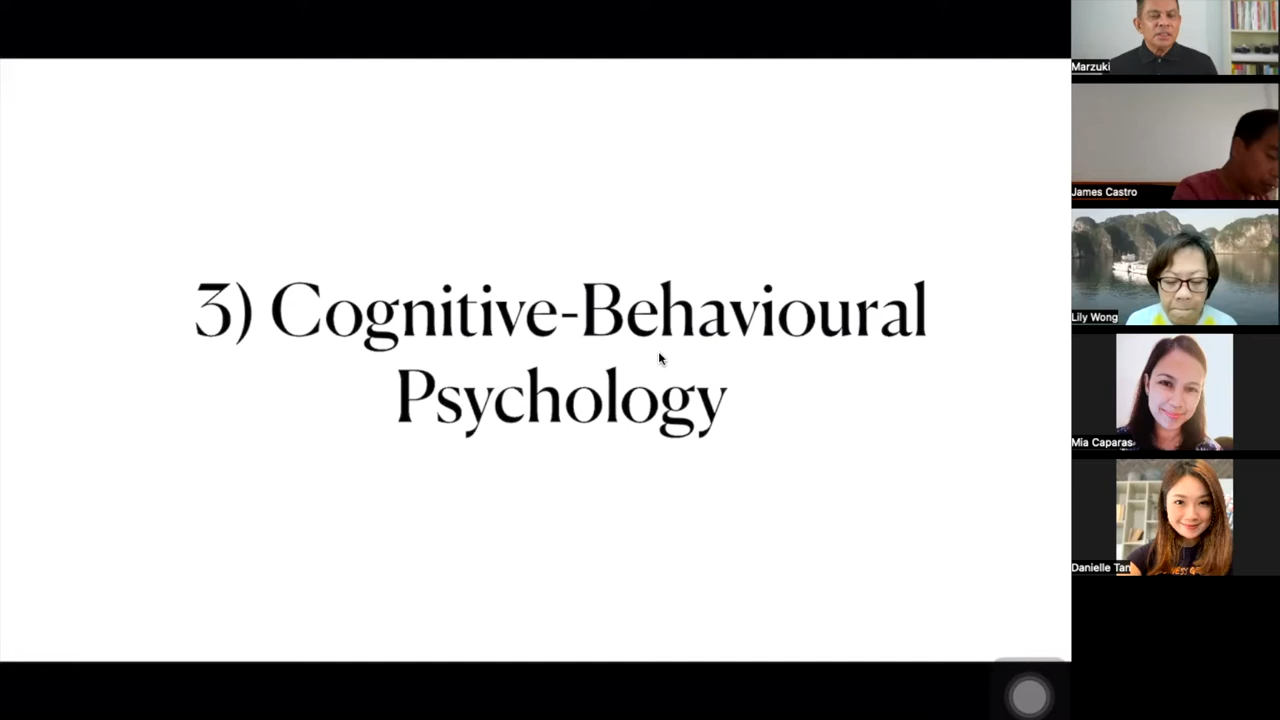 3) Cognitive-Behavioural
Psychology
Marzuki
James Castro
Lily Wong
Mia Caparas
Danielle Tan